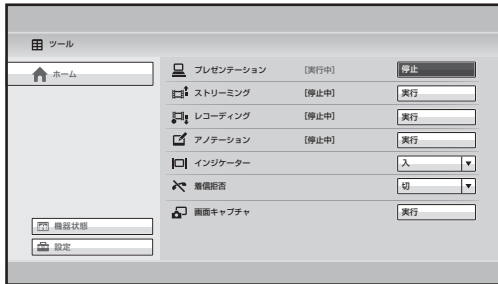 ツール
ホーム
プレゼンテーション [実行中] 停止
ストリーミング [停止中] 実行
レコーディング [停止中] 実行
アノテーション [停止中] 実行
インジケーター 入
着信拒否 切
画面キャプチャ 実行
機器状態
設定